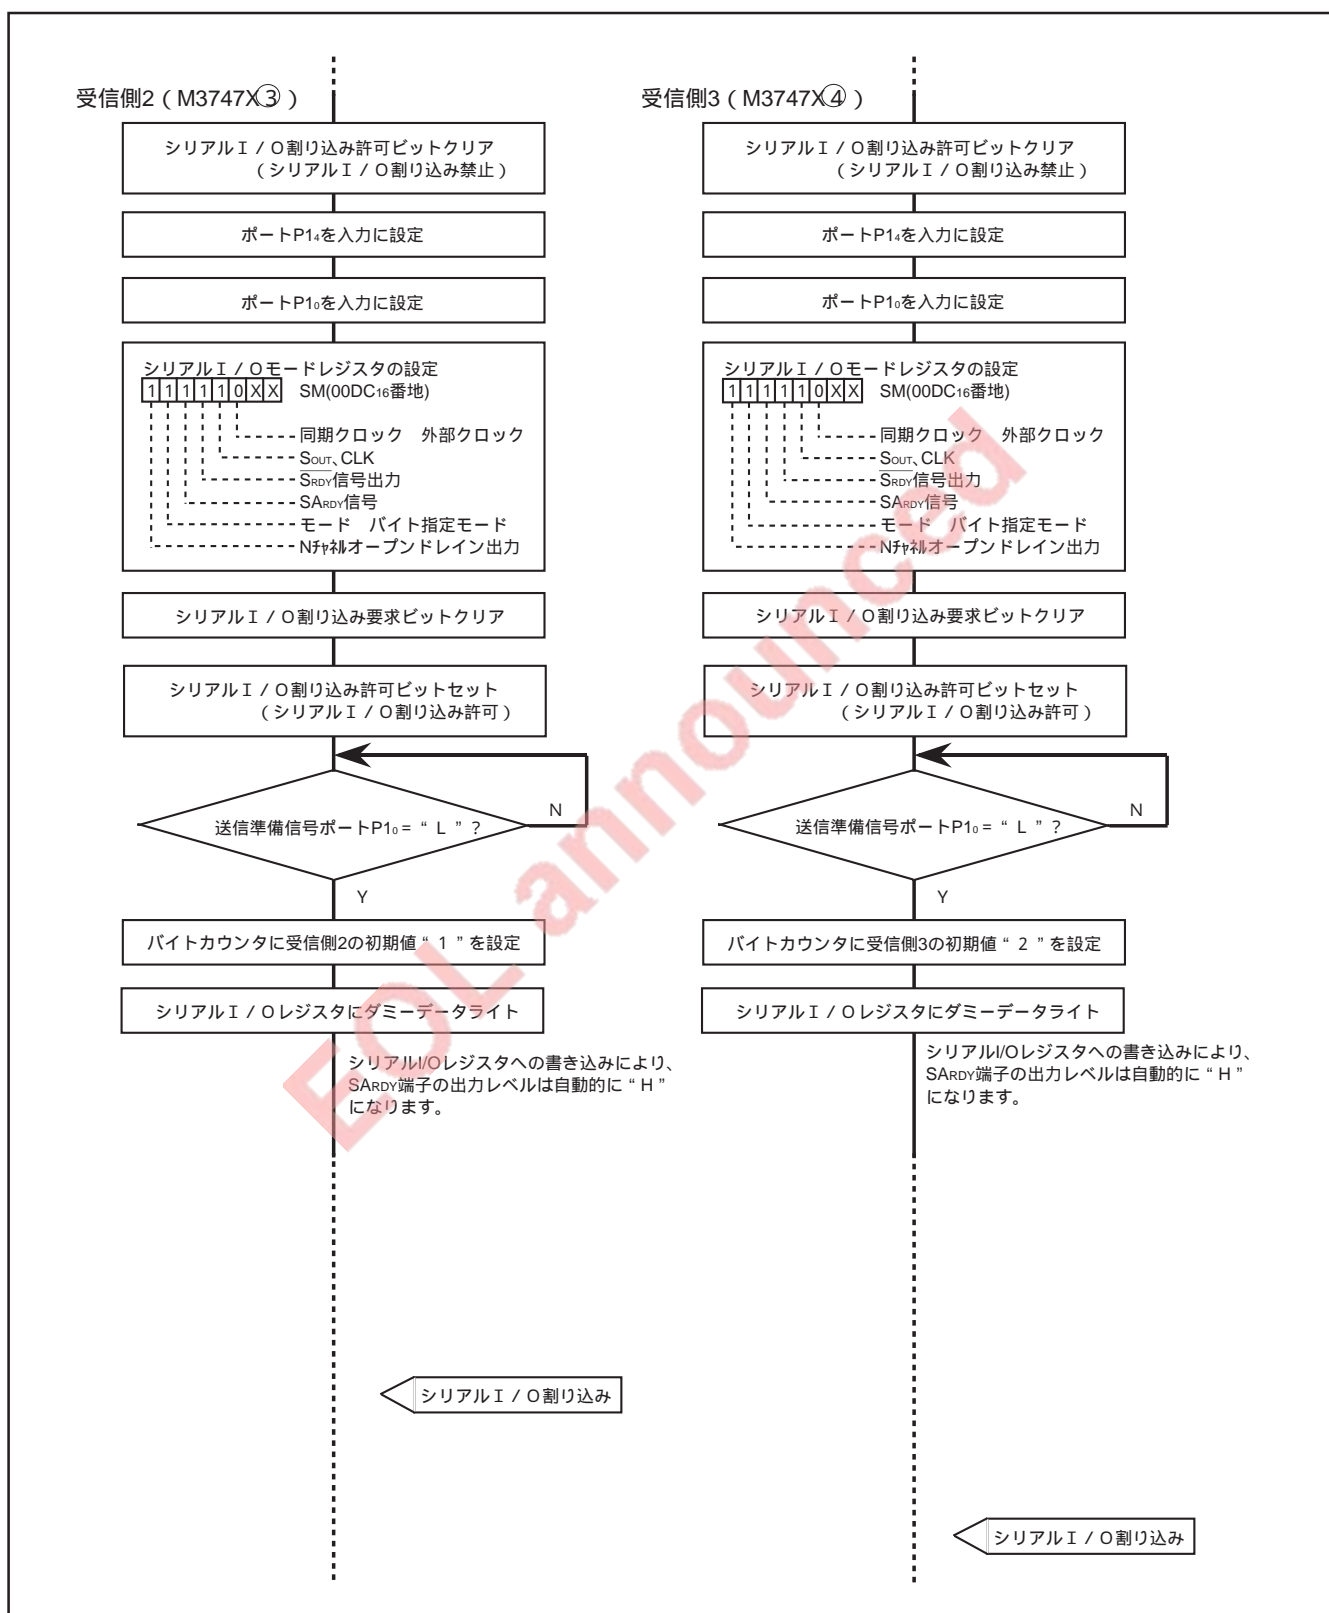 受信側2（M3747X③）
シリアルＩ／Ｏ割り込み許可ビットクリア
（シリアルＩ／Ｏ割り込み禁止）
ポートP14を入力に設定
ポートP10を入力に設定
シリアルＩ／Ｏモードレジスタの設定
1 1 1 1 1 0 X X SM(00DC16番地)
同期クロック　外部クロック
SOUT、CLK
SRDY信号出力
SARDY信号
モード　バイト指定モード
Nﾁｬﾈﾙオープンドレイン出力
シリアルＩ／Ｏ割り込み要求ビットクリア
シリアルＩ／Ｏ割り込み許可ビットセット
（シリアルＩ／Ｏ割り込み許可）
送信準備信号ポートP10 = “ L ” ?
N
Y
バイトカウンタに受信側2の初期値“ 1 ”を設定
シリアルＩ／Ｏレジスタにダミーデータライト
シリアルI/Oレジスタへの書き込みにより、
SARDY端子の出力レベルは自動的に“ H ”
になります。
シリアルＩ／Ｏ割り込み
受信側3（M3747X④）
シリアルＩ／Ｏ割り込み許可ビットクリア
（シリアルＩ／Ｏ割り込み禁止）
ポートP14を入力に設定
ポートP10を入力に設定
シリアルＩ／Ｏモードレジスタの設定
1 1 1 1 1 0 X X SM(00DC16番地)
同期クロック　外部クロック
SOUT、CLK
SRDY信号出力
SARDY信号
モード　バイト指定モード
Nﾁｬﾈﾙオープンドレイン出力
シリアルＩ／Ｏ割り込み要求ビットクリア
シリアルＩ／Ｏ割り込み許可ビットセット
（シリアルＩ／Ｏ割り込み許可）
送信準備信号ポートP10 = “ L ” ?
N
Y
バイトカウンタに受信側3の初期値“ 2 ”を設定
シリアルＩ／Ｏレジスタにダミーデータライト
シリアルI/Oレジスタへの書き込みにより、
SARDY端子の出力レベルは自動的に“ H ”
になります。
シリアルＩ／Ｏ割り込み
EOL announced